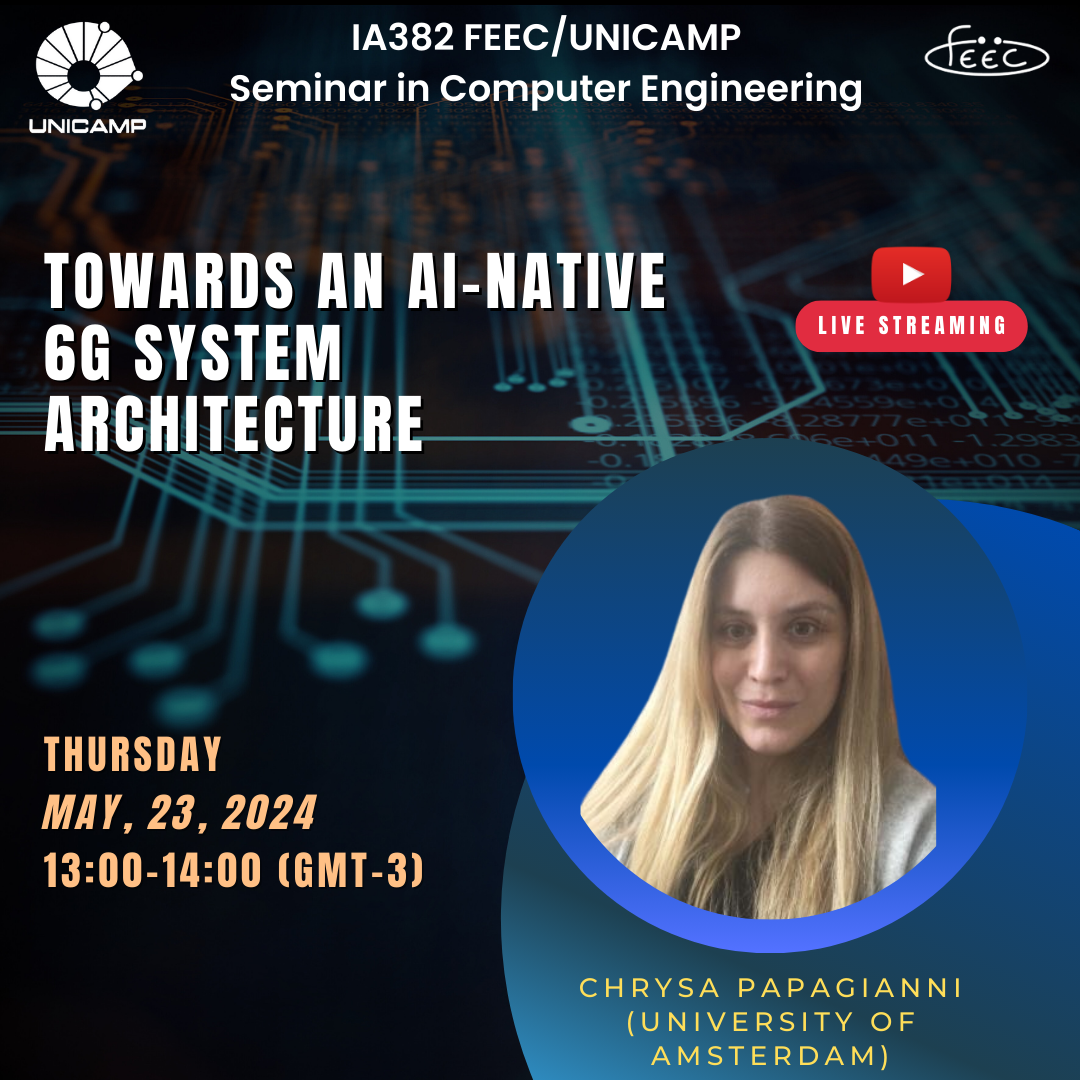 IA382 FEEC/UNICAMP
Seminar in Computer Engineering
UNICAMP
FEEC
TOWARDS AN AI-NATIVE
6G SYSTEM
ARCHITECTURE
LIVE STREAMING
THURSDAY
MAY, 23, 2024
13:00-14:00 (GMT-3)
CHRYSA PAPAGIANNI
(UNIVERSITY OF
AMSTERDAM)